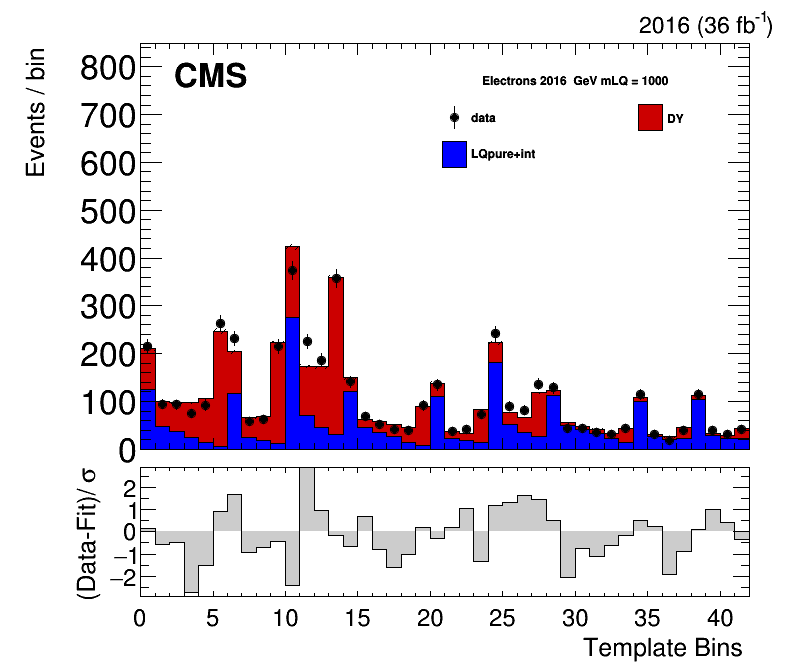 2016 (36 fb-1)
CMS
Electrons 2016 GeV mLQ = 1000
data
DY
LQpure+int
Events / bin
800
700
600
500
400
300
200
100
0
(Data-Fit)/σ
2
1
0
−1
−2
0 5 10 15 20 25 30 35 40
Template Bins